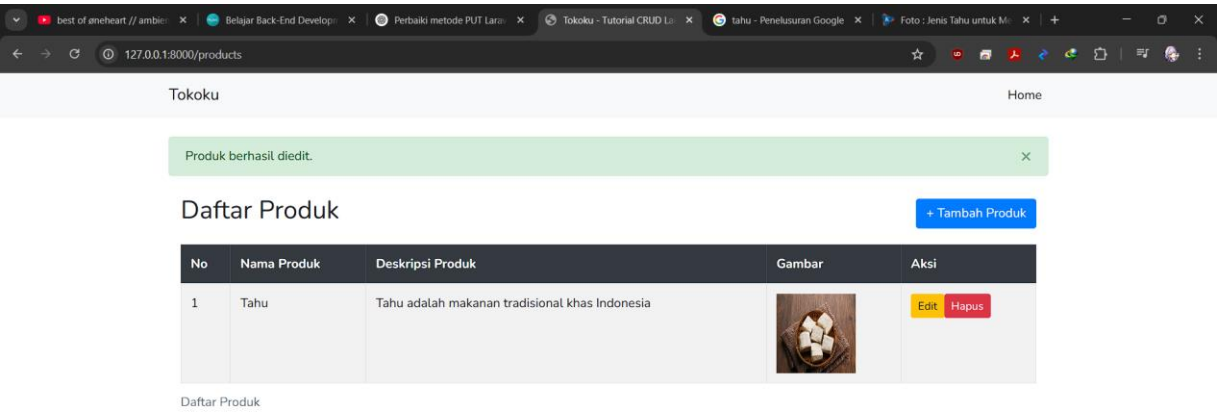 best of øneheart // ambien
Belajar Back-End Developm
Perbaiki metode PUT Larav
Tokoku - Tutorial CRUD La
tahu - Penelusuran Google
Foto : Jenis Tahu untuk Me
127.0.0.1:8000/products
Tokoku Home
Produk berhasil diedit. ×
Daftar Produk + Tambah Produk
No Nama Produk Deskripsi Produk Gambar Aksi
1 Tahu Tahu adalah makanan tradisional khas Indonesia Edit Hapus
Daftar Produk